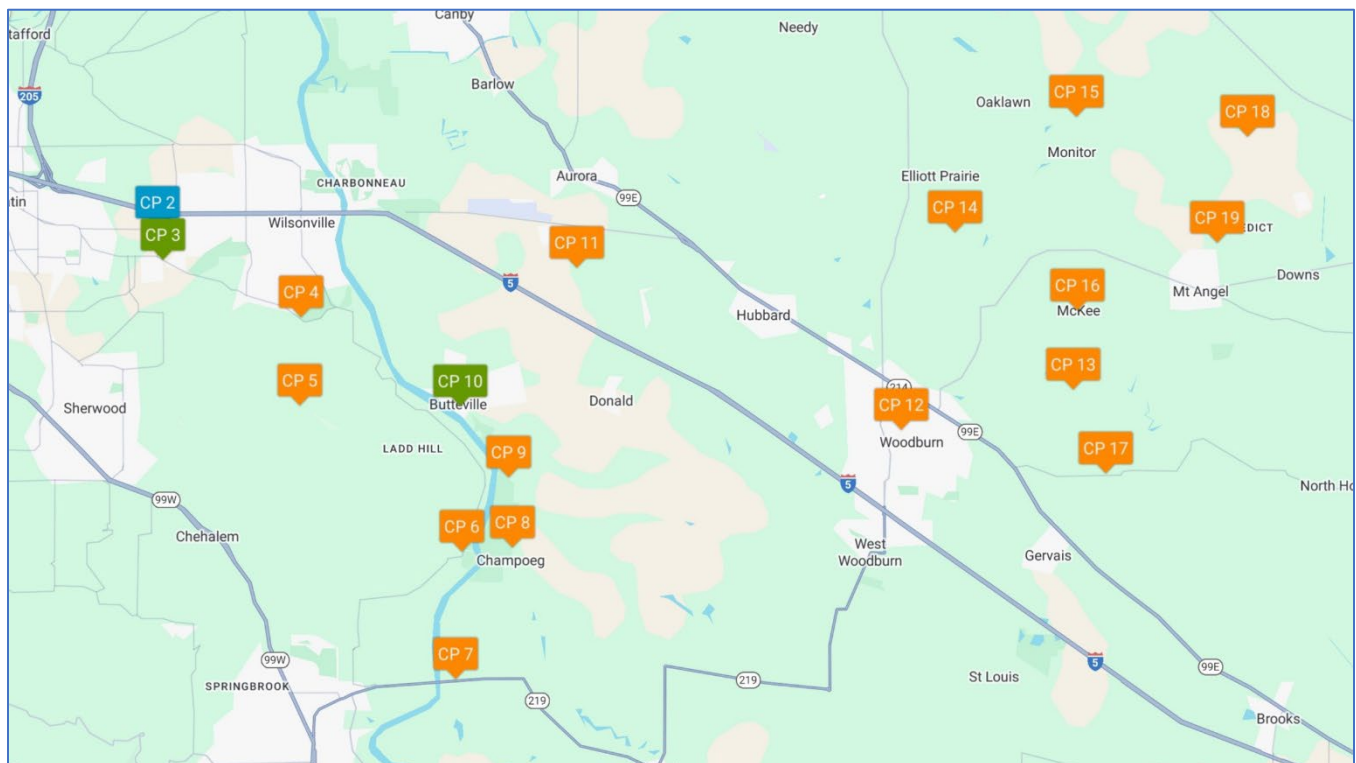 Canby
Needy
tafford
Barlow
205
Oaklawn
CP 15
CP 18
Monitor
Aurora
CHARBONNEAU
99E
Elliott Prairie
tin
CP 2
CP 14
CP 3
Wilsonville
CP 11
CP 19
EDICT
5
Downs
CP 4
CP 16
Mt Angel
McKee
Hubbard
CP 5
CP 10
CP 13
214
Sherwood
Butteville
Donald
CP 12
99E
Woodburn
LADD HILL
CP 9
CP 17
5
North Ho
99W
CP 6
CP 8
Chehalem
West
Woodburn
Gervais
Champoeg
99W
CP 7
5
99E
SPRINGBROOK
219
219
St Louis
Brooks